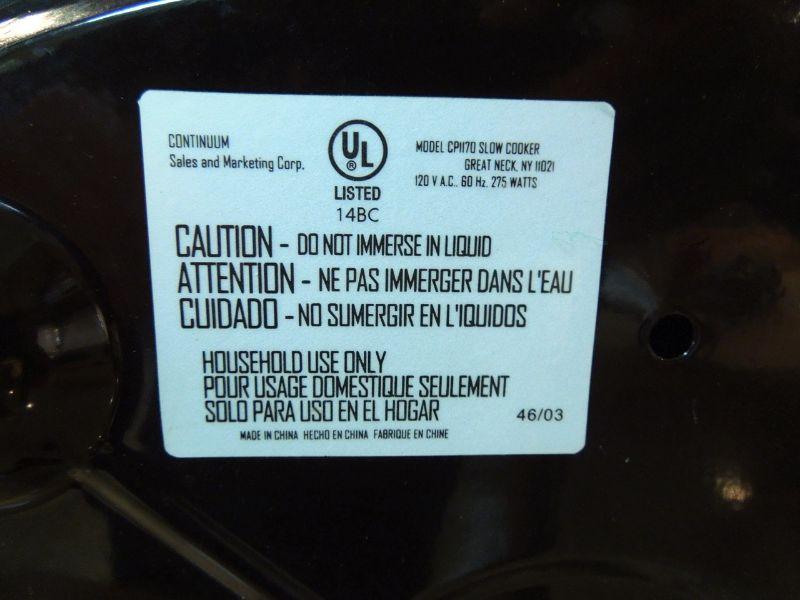 CONTINUUM
Sales and Marketing Corp.
UL
®
LISTED
14BC
MODEL CP1170 SLOW COOKER
GREAT NECK, NY 11021
120 V A.C.. 60 Hz. 275 WATTS
CAUTION - DO NOT IMMERSE IN LIQUID
ATTENTION - NE PAS IMMERGER DANS L'EAU
CUIDADO - NO SUMERGIR EN L'IQUIDOS
HOUSEHOLD USE ONLY
POUR USAGE DOMESTIQUE SEULEMENT
SOLO PARA USO EN EL HOGAR
46/03
MADE IN CHINA HECHO EN CHINA FABRIQUE EN CHINE